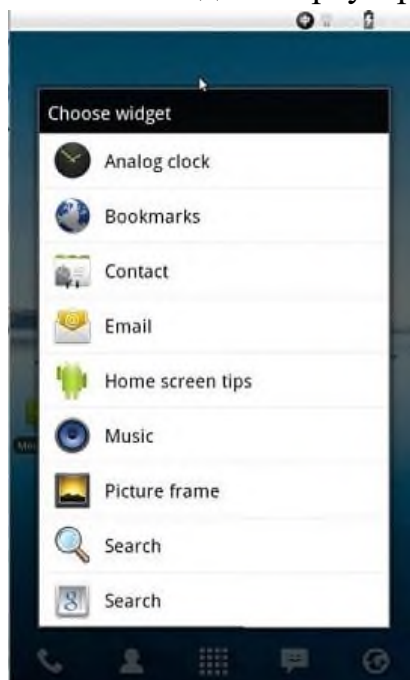 Choose widget
Analog clock
Bookmarks
Contact
Email
Home screen tips
Music
Picture frame
Search
Search